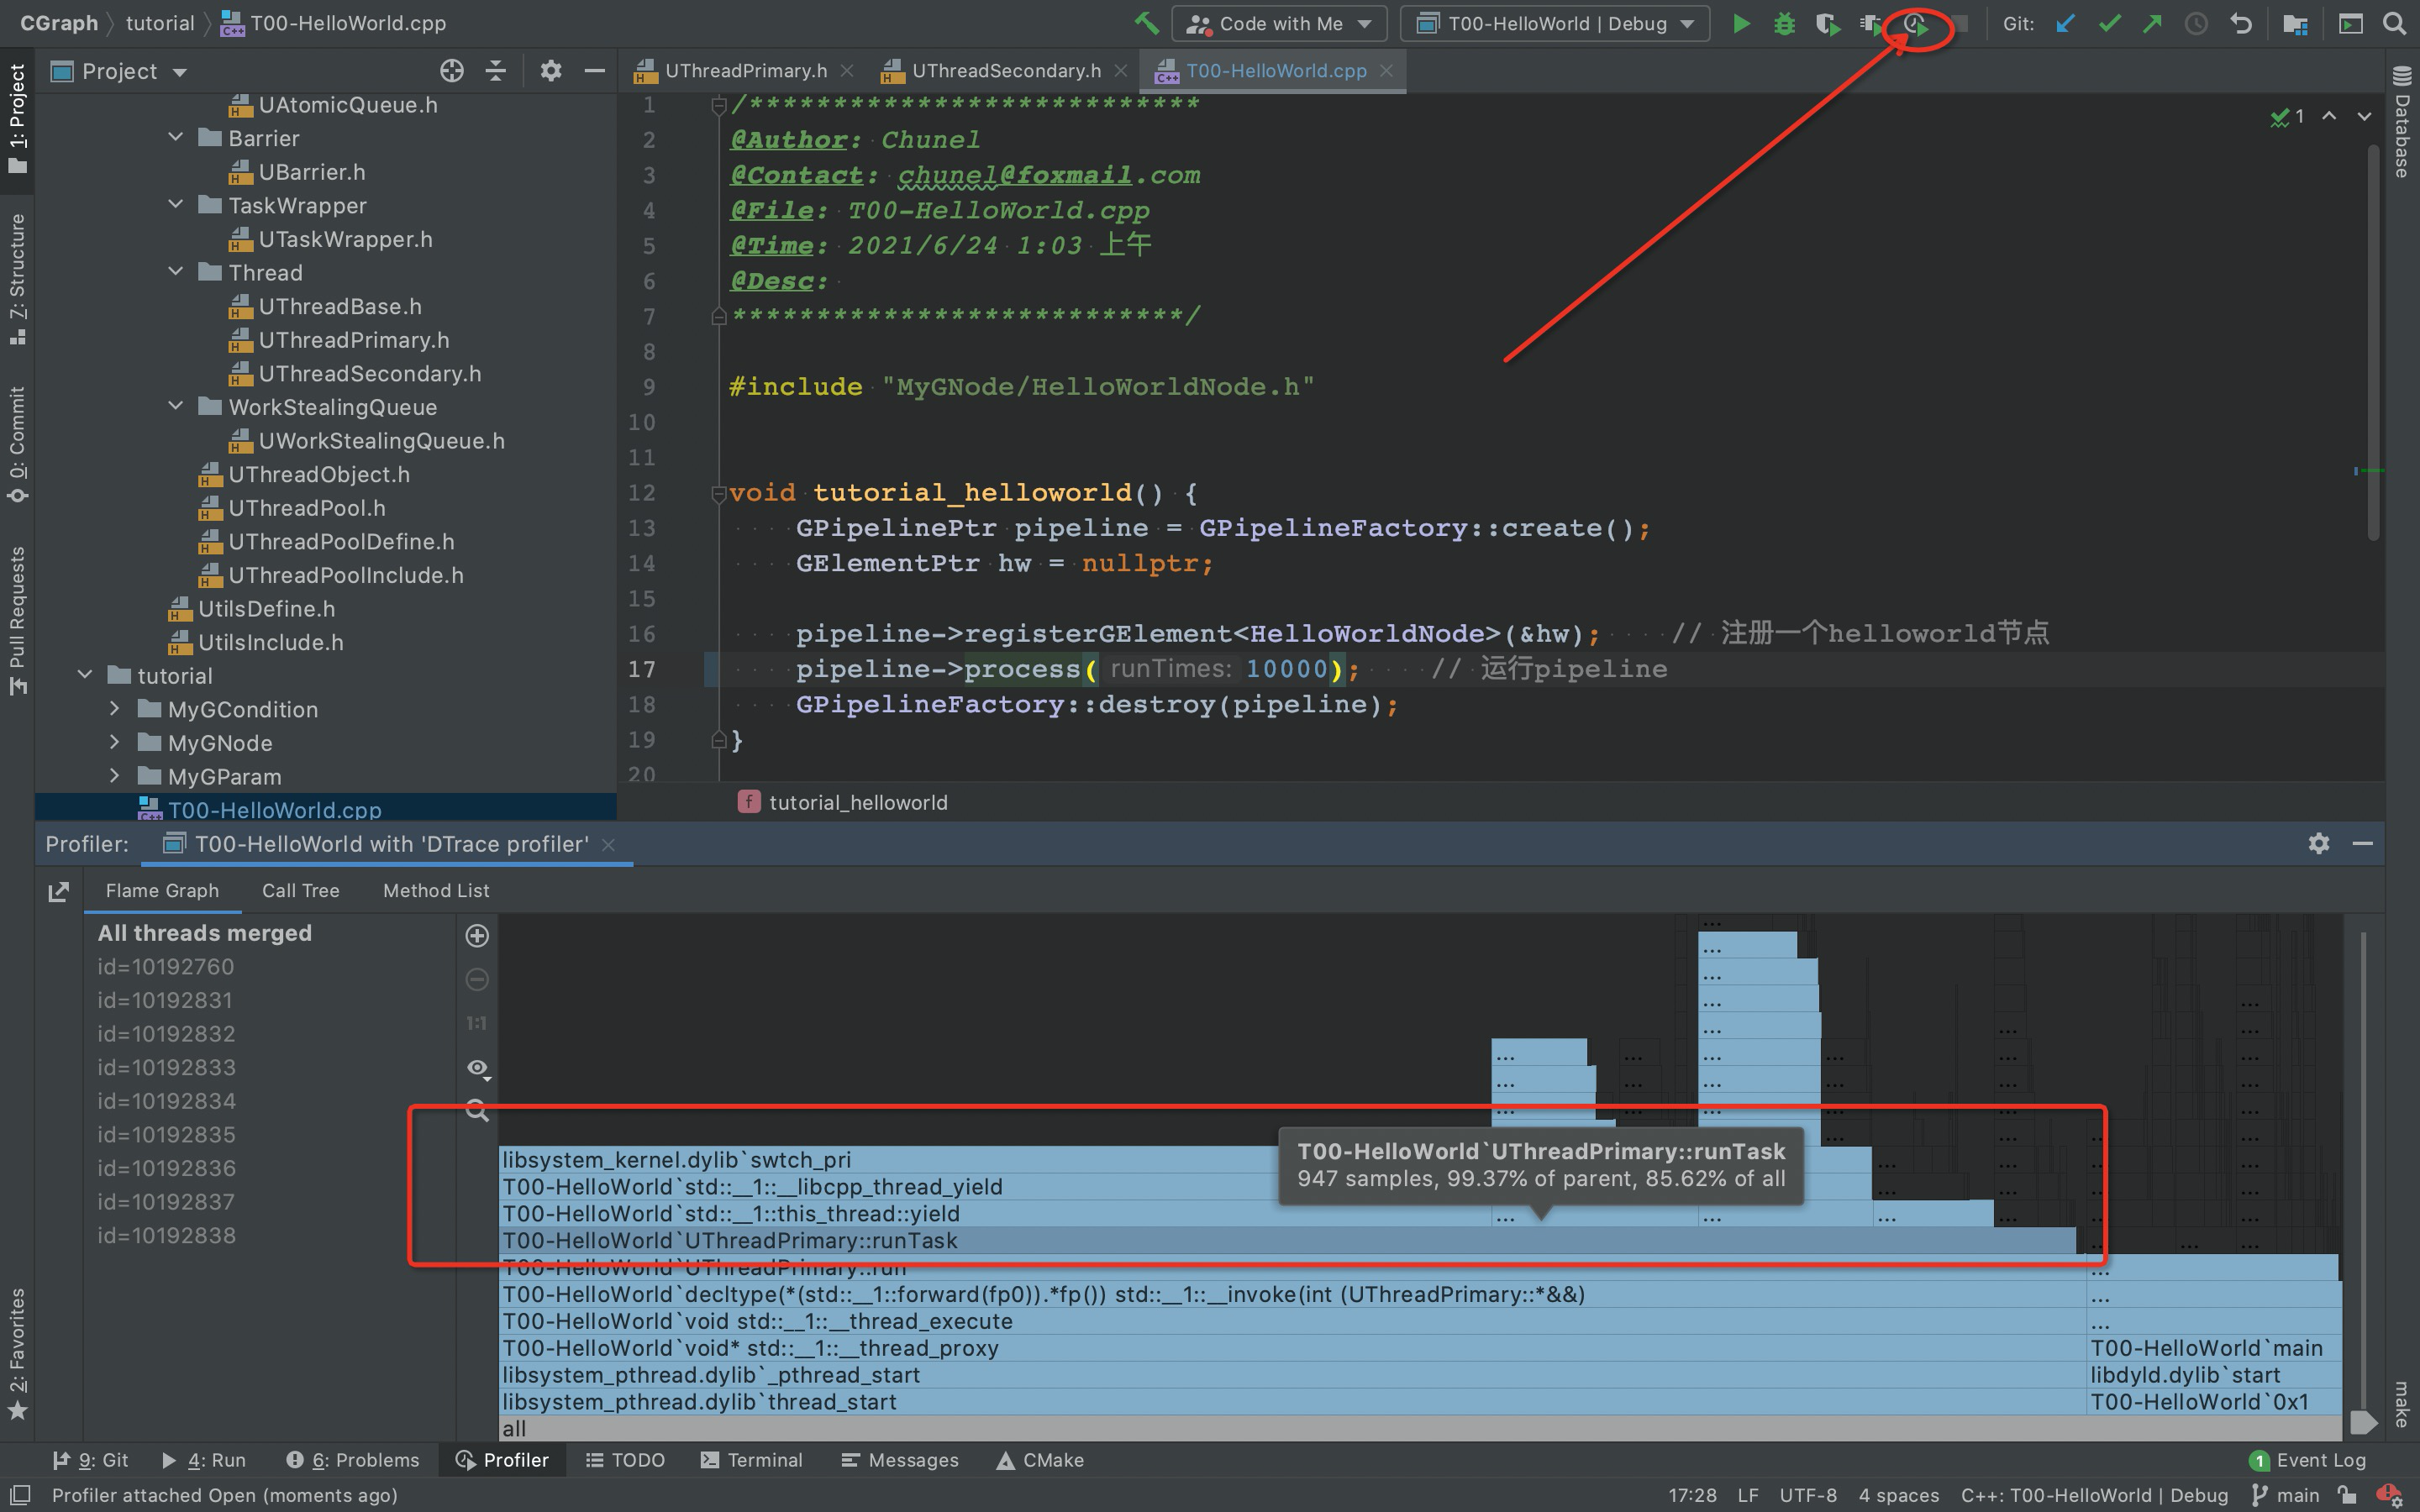 CGraph 〉 tutorial 〉 T00-HelloWorld.cpp
Code with Me
T00-HelloWorld | Debug
Git:
1: Project
7: Structure
0: Commit
Pull Requests
2: Favorites
Project
UAtomicQueue.h
Barrier
UBarrier.h
TaskWrapper
UTaskWrapper.h
Thread
UThreadBase.h
UThreadPrimary.h
UThreadSecondary.h
WorkStealingQueue
UWorkStealingQueue.h
UThreadObject.h
UThreadPool.h
UThreadPoolDefine.h
UThreadPoolInclude.h
UtilsDefine.h
UtilsInclude.h
tutorial
MyGCondition
MyGNode
MyGParam
T00-HelloWorld.cpp
UThreadPrimary.h
UThreadSecondary.h
T00-HelloWorld.cpp
1
Database
make
1 /***************************
2 @Author: Chunel
3 @Contact: chunel@foxmail.com
4 @File: T00-HelloWorld.cpp
5 @Time: 2021/6/24 1:03 上午
6 @Desc:
7 ***************************/
8
9 #include "MyGNode/HelloWorldNode.h"
10
11
12 void tutorial_helloworld() {
13 GPipelinePtr pipeline = GPipelineFactory::create();
14 GElementPtr hw = nullptr;
15
16 pipeline->registerGElement<HelloWorldNode>(&hw); // 注册一个helloworld节点
17 pipeline->process( runTimes: 10000); // 运行pipeline
18 GPipelineFactory::destroy(pipeline);
19 }
20
f tutorial_helloworld
Profiler: T00-HelloWorld with 'DTrace profiler'
Flame Graph Call Tree Method List
All threads merged
id=10192760
id=10192831
id=10192832
id=10192833
id=10192834
id=10192835
id=10192836
id=10192837
id=10192838
1:1
T00-HelloWorld`UThreadPrimary::runTask
947 samples, 99.37% of parent, 85.62% of all
libsystem_kernel.dylib`swtch_pri
T00-HelloWorld`std::__1::__libcpp_thread_yield
T00-HelloWorld`std::__1::this_thread::yield
T00-HelloWorld`UThreadPrimary::runTask
T00-HelloWorld`UThreadPrimary::run
T00-HelloWorld`decltype(*(std::__1::forward(fp0)).*fp()) std::__1::__invoke(int (UThreadPrimary::*&&)
T00-HelloWorld`void std::__1::__thread_execute
T00-HelloWorld`void* std::__1::__thread_proxy
T00-HelloWorld`main
libsystem_pthread.dylib`_pthread_start
libdyld.dylib`start
libsystem_pthread.dylib`thread_start
T00-HelloWorld`0x1
all
9: Git 4: Run 6: Problems Profiler TODO Terminal Messages CMake 1 Event Log
Profiler attached Open (moments ago) 17:28 LF UTF-8 4 spaces C++: T00-HelloWorld | Debug main